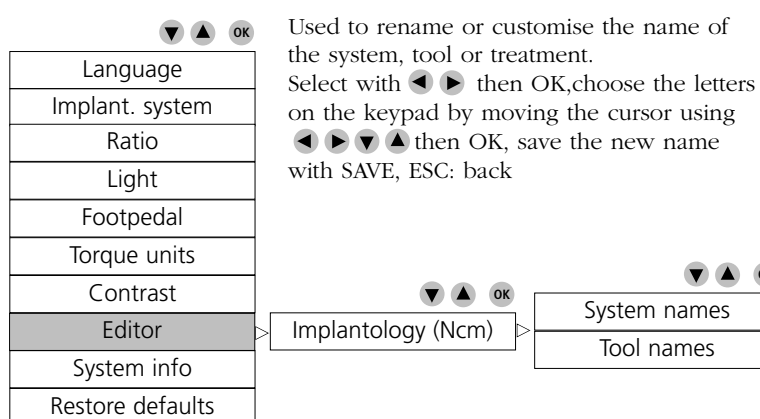 ▼ ▲ OK
Language
Implant. system
Ratio
Light
Footpedal
Torque units
Contrast
Editor
System info
Restore defaults
Used to rename or customise the name of
the system, tool or treatment.
Select with ◀ ▶ then OK,choose the letters
on the keypad by moving the cursor using
◀ ▶ ▼ ▲ then OK, save the new name
with SAVE, ESC: back
▼ ▲ OK
Implantology (Ncm)
▼ ▲
System names
Tool names